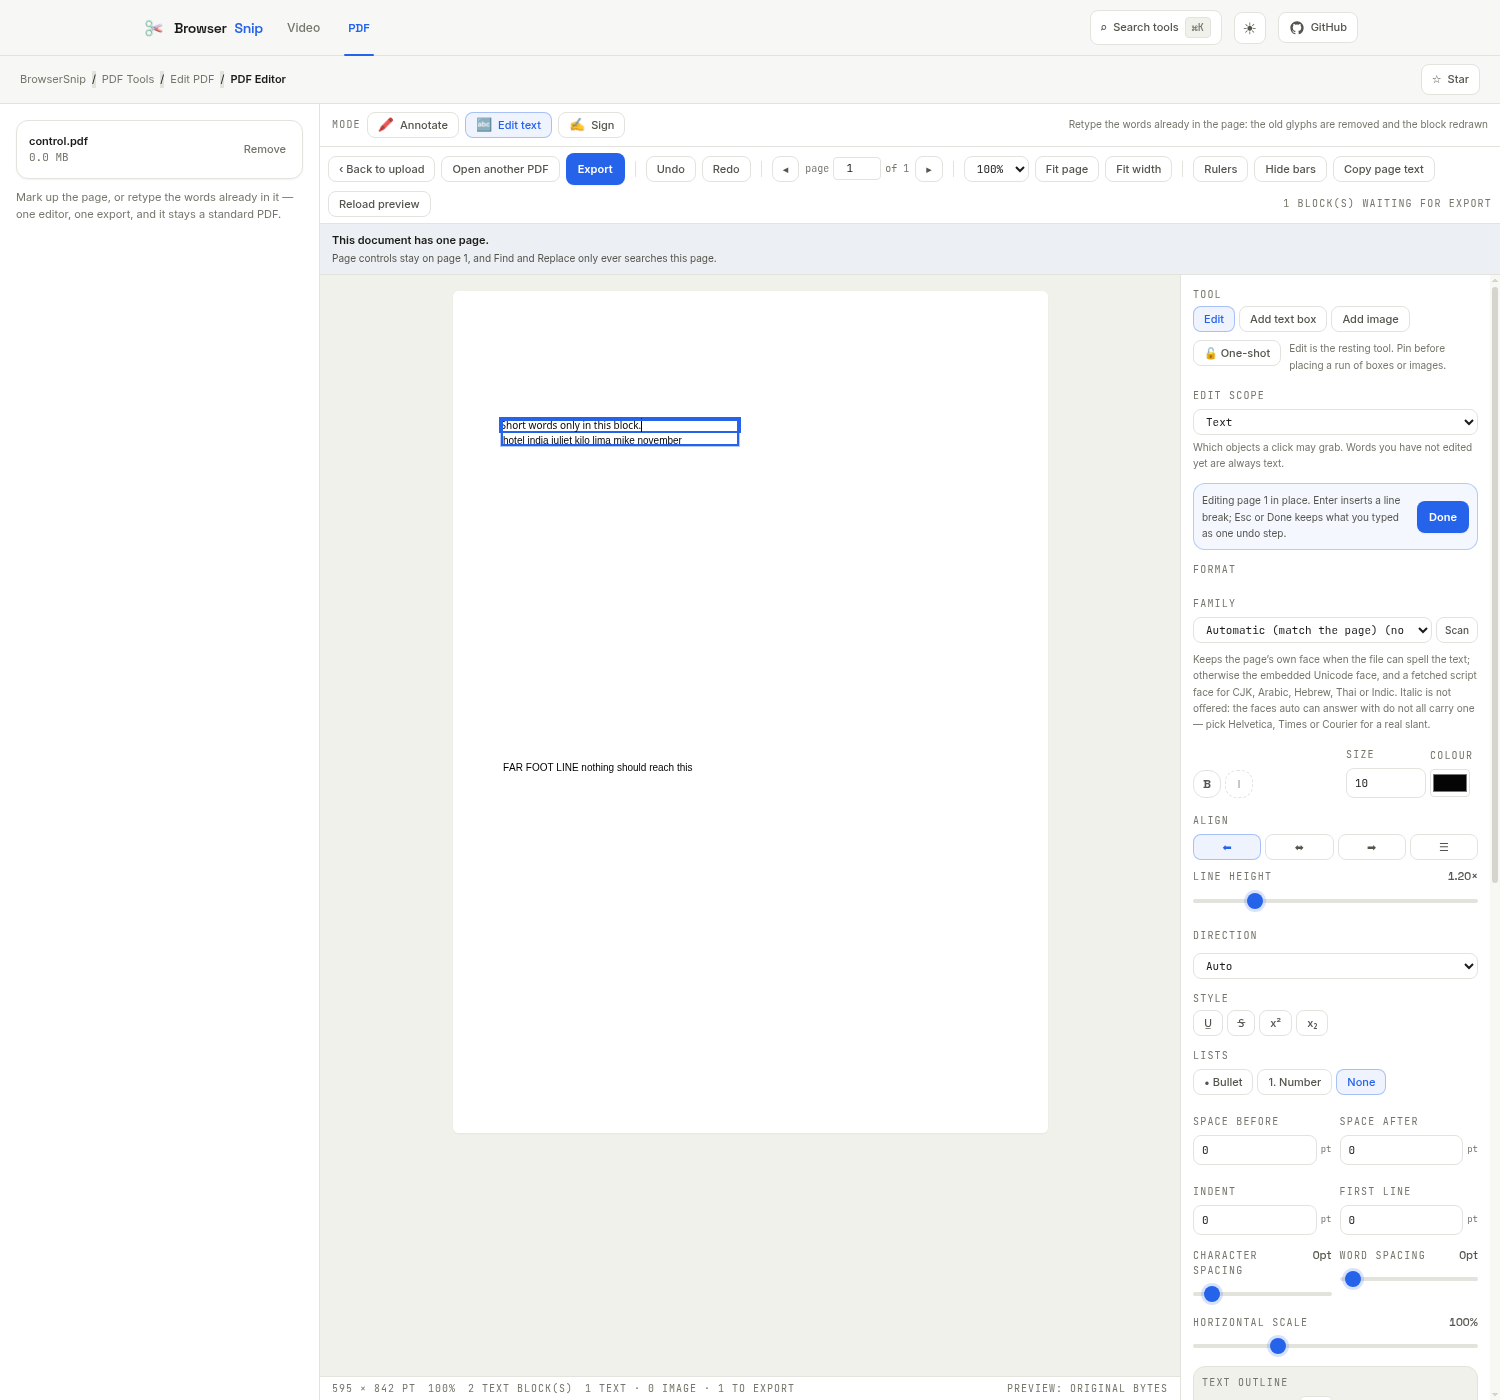 Browser Snip Video PDF Search tools ⌘K GitHub
BrowserSnip / PDF Tools / Edit PDF / PDF Editor ☆ Star
control.pdf
0.0 MB
Remove
Mark up the page, or retype the words already in it —
one editor, one export, and it stays a standard PDF.
MODE Annotate Edit text Sign
Retype the words already in the page: the old glyphs are removed and the block redrawn
‹ Back to upload Open another PDF Export Undo Redo ◂ page 1 of 1 ▸ 100% Fit page Fit width Rulers Hide bars Copy page text
Reload preview 1 BLOCK(S) WAITING FOR EXPORT
This document has one page.
Page controls stay on page 1, and Find and Replace only ever searches this page.
Short words only in this block.
hotel india juliet kilo lima mike november
FAR FOOT LINE nothing should reach this
TOOL
Edit Add text box Add image
One-shot
Edit is the resting tool. Pin before
placing a run of boxes or images.
EDIT SCOPE
Text
Which objects a click may grab. Words you have not edited
yet are always text.
Editing page 1 in place. Enter inserts a line
break; Esc or Done keeps what you typed
as one undo step.
Done
FORMAT
FAMILY
Automatic (match the page) (no Scan
Keeps the page's own face when the file can spell the text;
otherwise the embedded Unicode face, and a fetched script
face for CJK, Arabic, Hebrew, Thai or Indic. Italic is not
offered: the faces auto can answer with do not all carry one
— pick Helvetica, Times or Courier for a real slant.
SIZE COLOUR
B I 10
ALIGN
LINE HEIGHT 1.20×
DIRECTION
Auto
STYLE
U S x² x₂
LISTS
• Bullet 1. Number None
SPACE BEFORE SPACE AFTER
0 pt 0 pt
INDENT FIRST LINE
0 pt 0 pt
CHARACTER SPACING 0pt WORD SPACING 0pt
HORIZONTAL SCALE 100%
TEXT OUTLINE
595 × 842 PT 100% 2 TEXT BLOCK(S) 1 TEXT · 0 IMAGE · 1 TO EXPORT PREVIEW: ORIGINAL BYTES